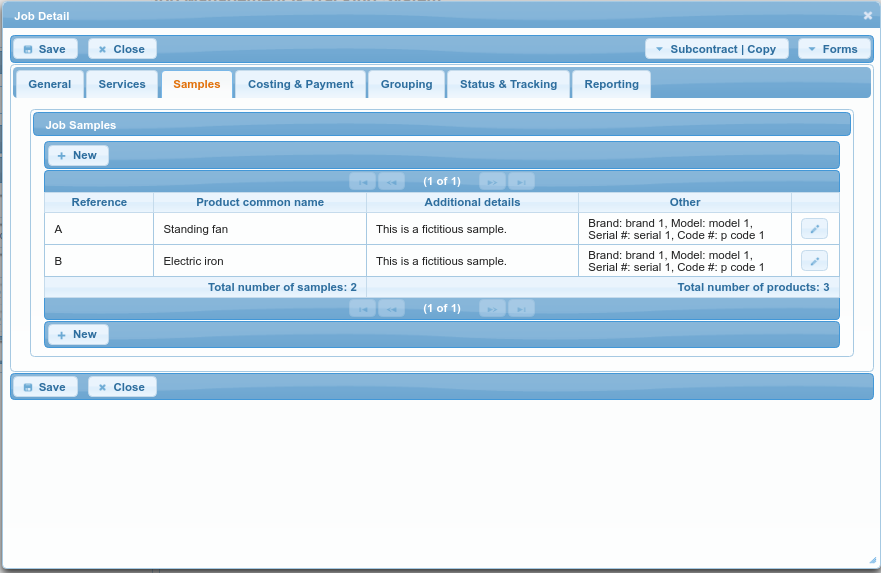 Job Detail
Save Close Subcontract | Copy Forms
General Services Samples Costing & Payment Grouping Status & Tracking Reporting
Job Samples
New
(1 of 1)
Reference Product common name Additional details Other
A Standing fan This is a fictitious sample. Brand: brand 1, Model: model 1,
Serial #: serial 1, Code #: p code 1
B Electric iron This is a fictitious sample. Brand: brand 1, Model: model 1,
Serial #: serial 1, Code #: p code 1
Total number of samples: 2 Total number of products: 3
(1 of 1)
New
Save Close